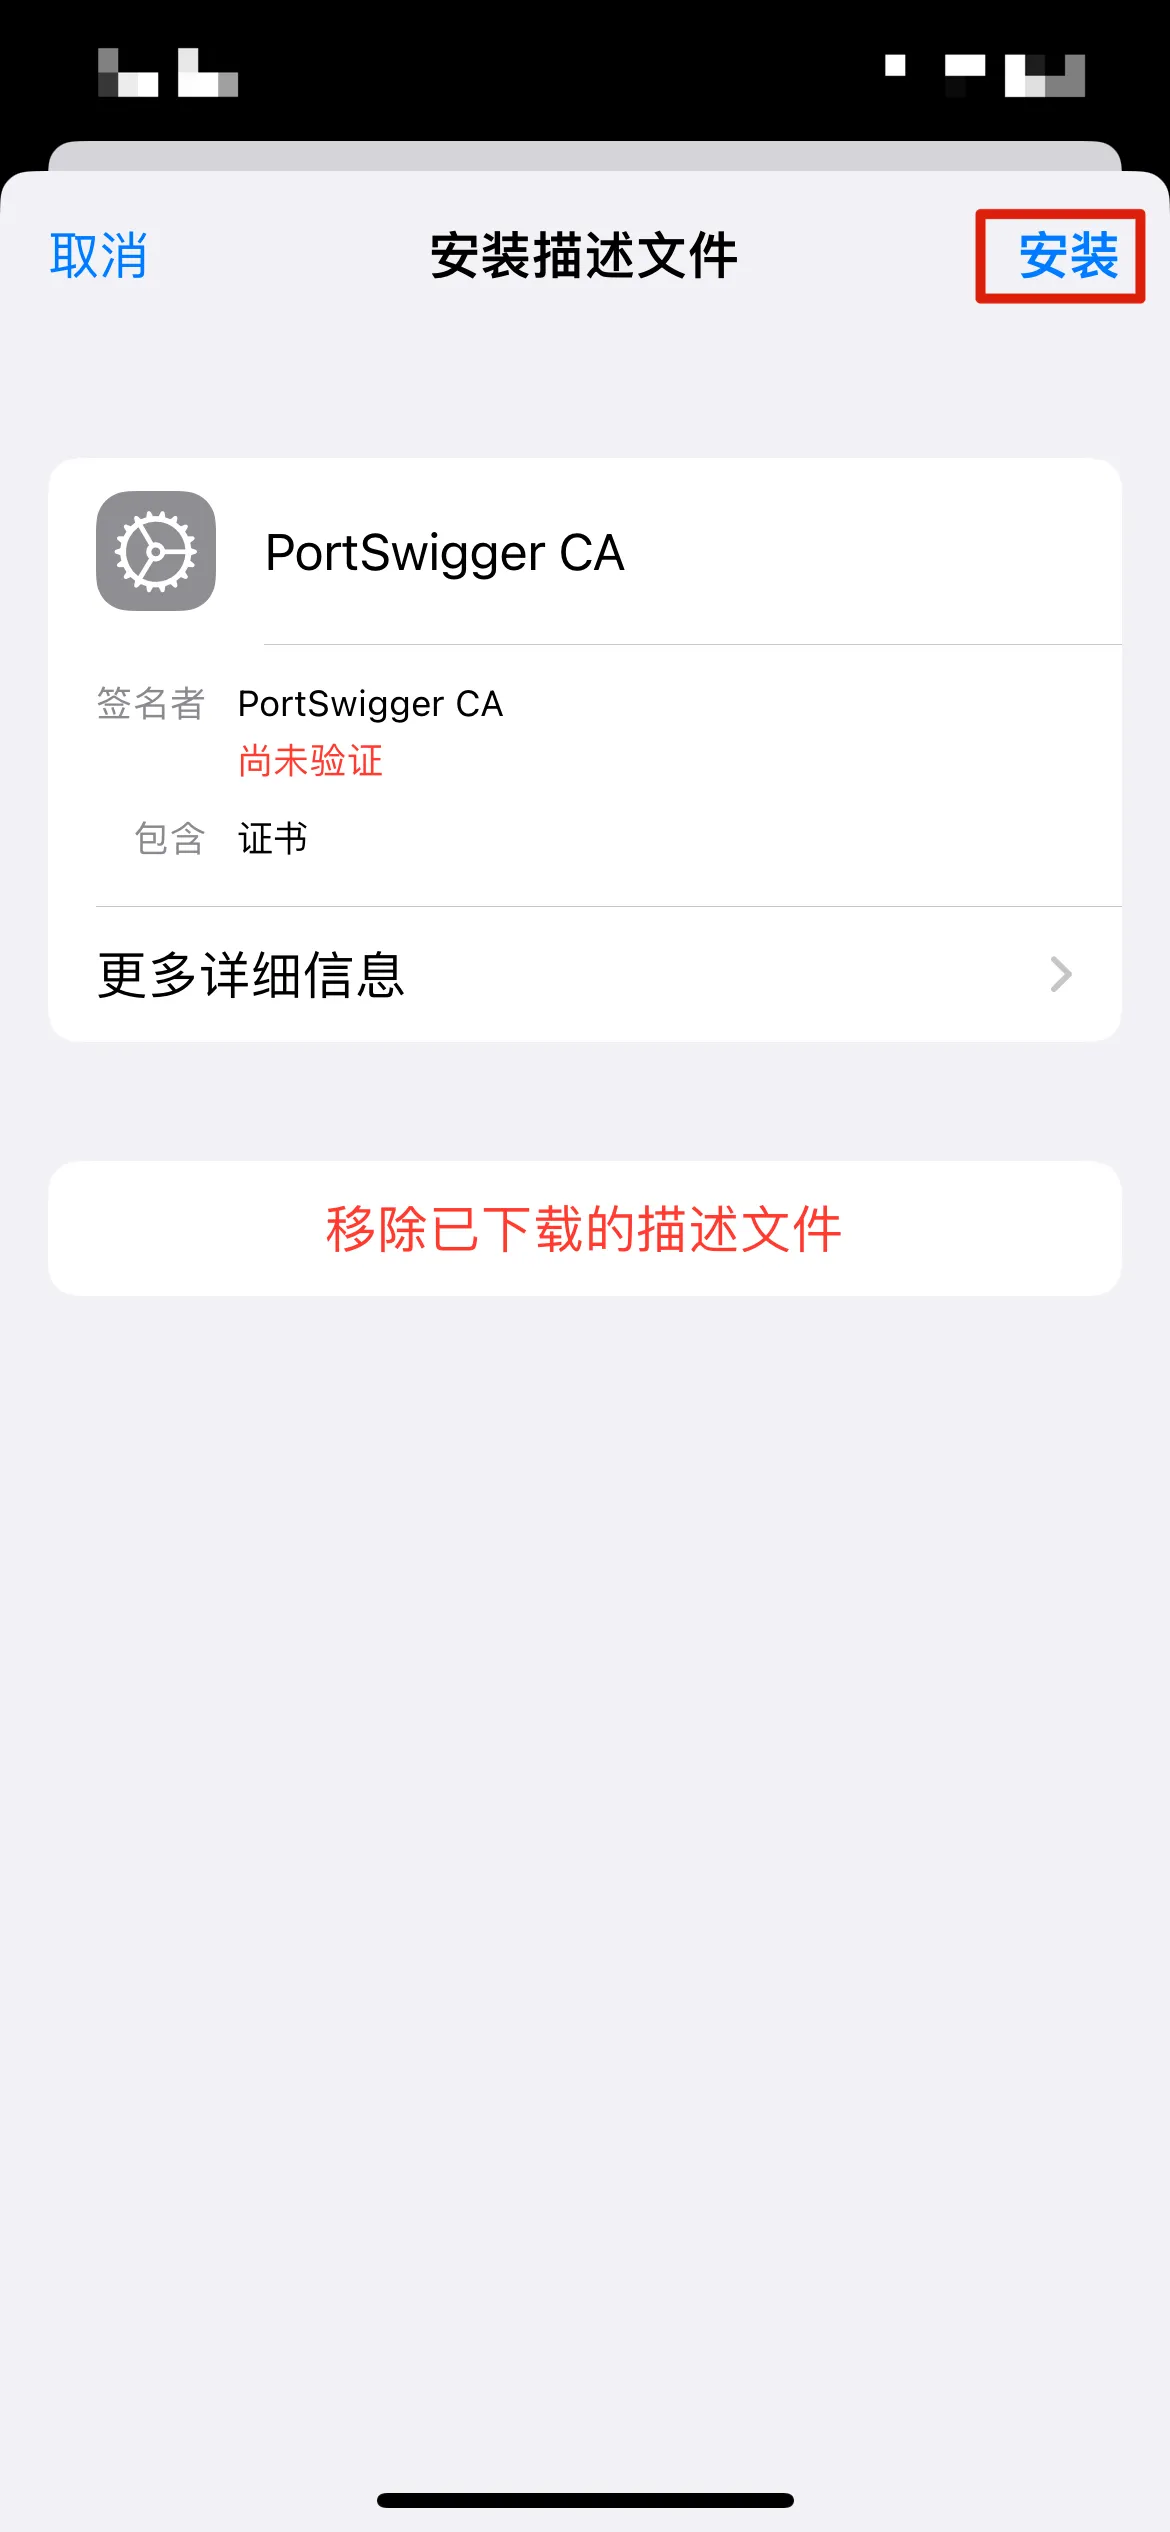 取消
安装描述文件
安装
PortSwigger CA
签名者 PortSwigger CA
尚未验证
包含 证书
更多详细信息
移除已下载的描述文件